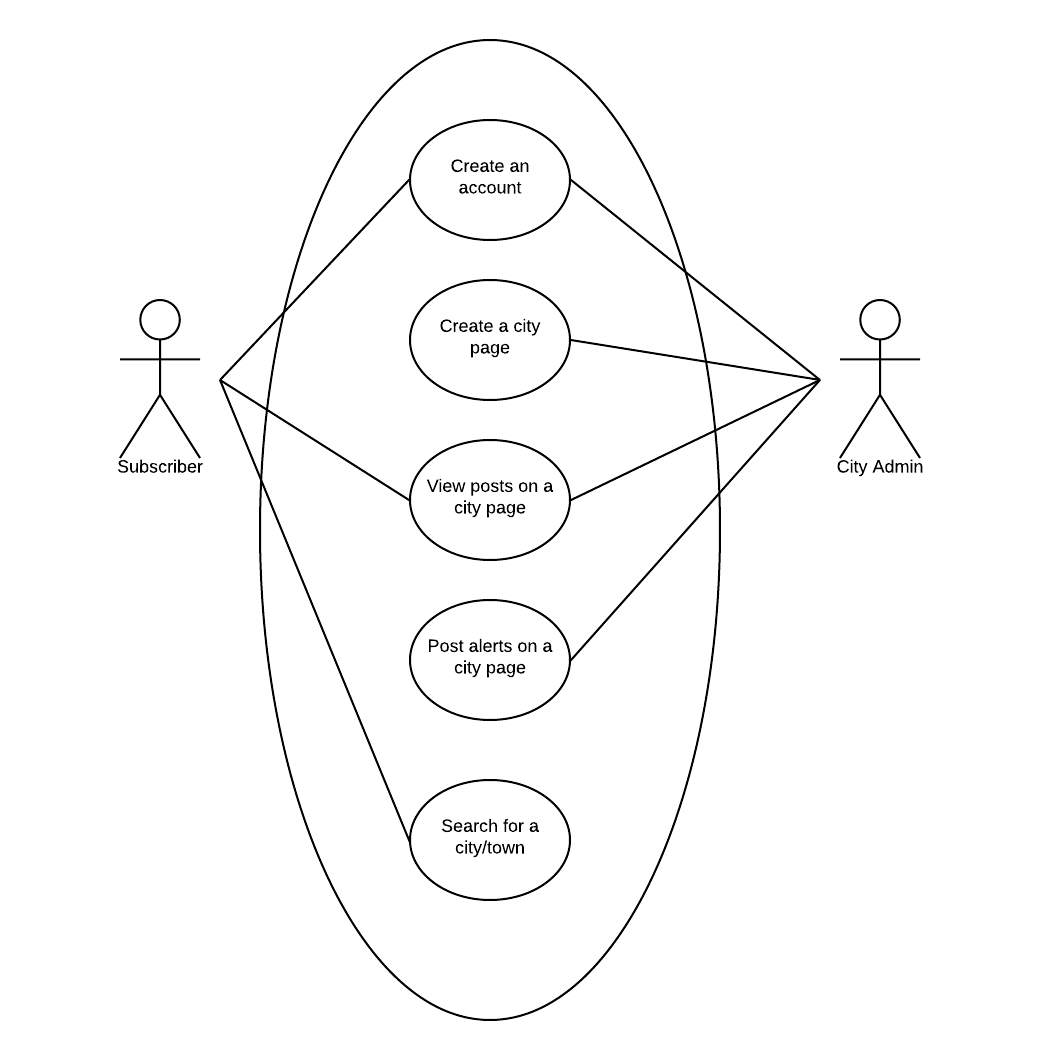 Create an
account
Create a city
page
Subscriber
City Admin
View posts on a
city page
Post alerts on a
city page
Search for a
city/town